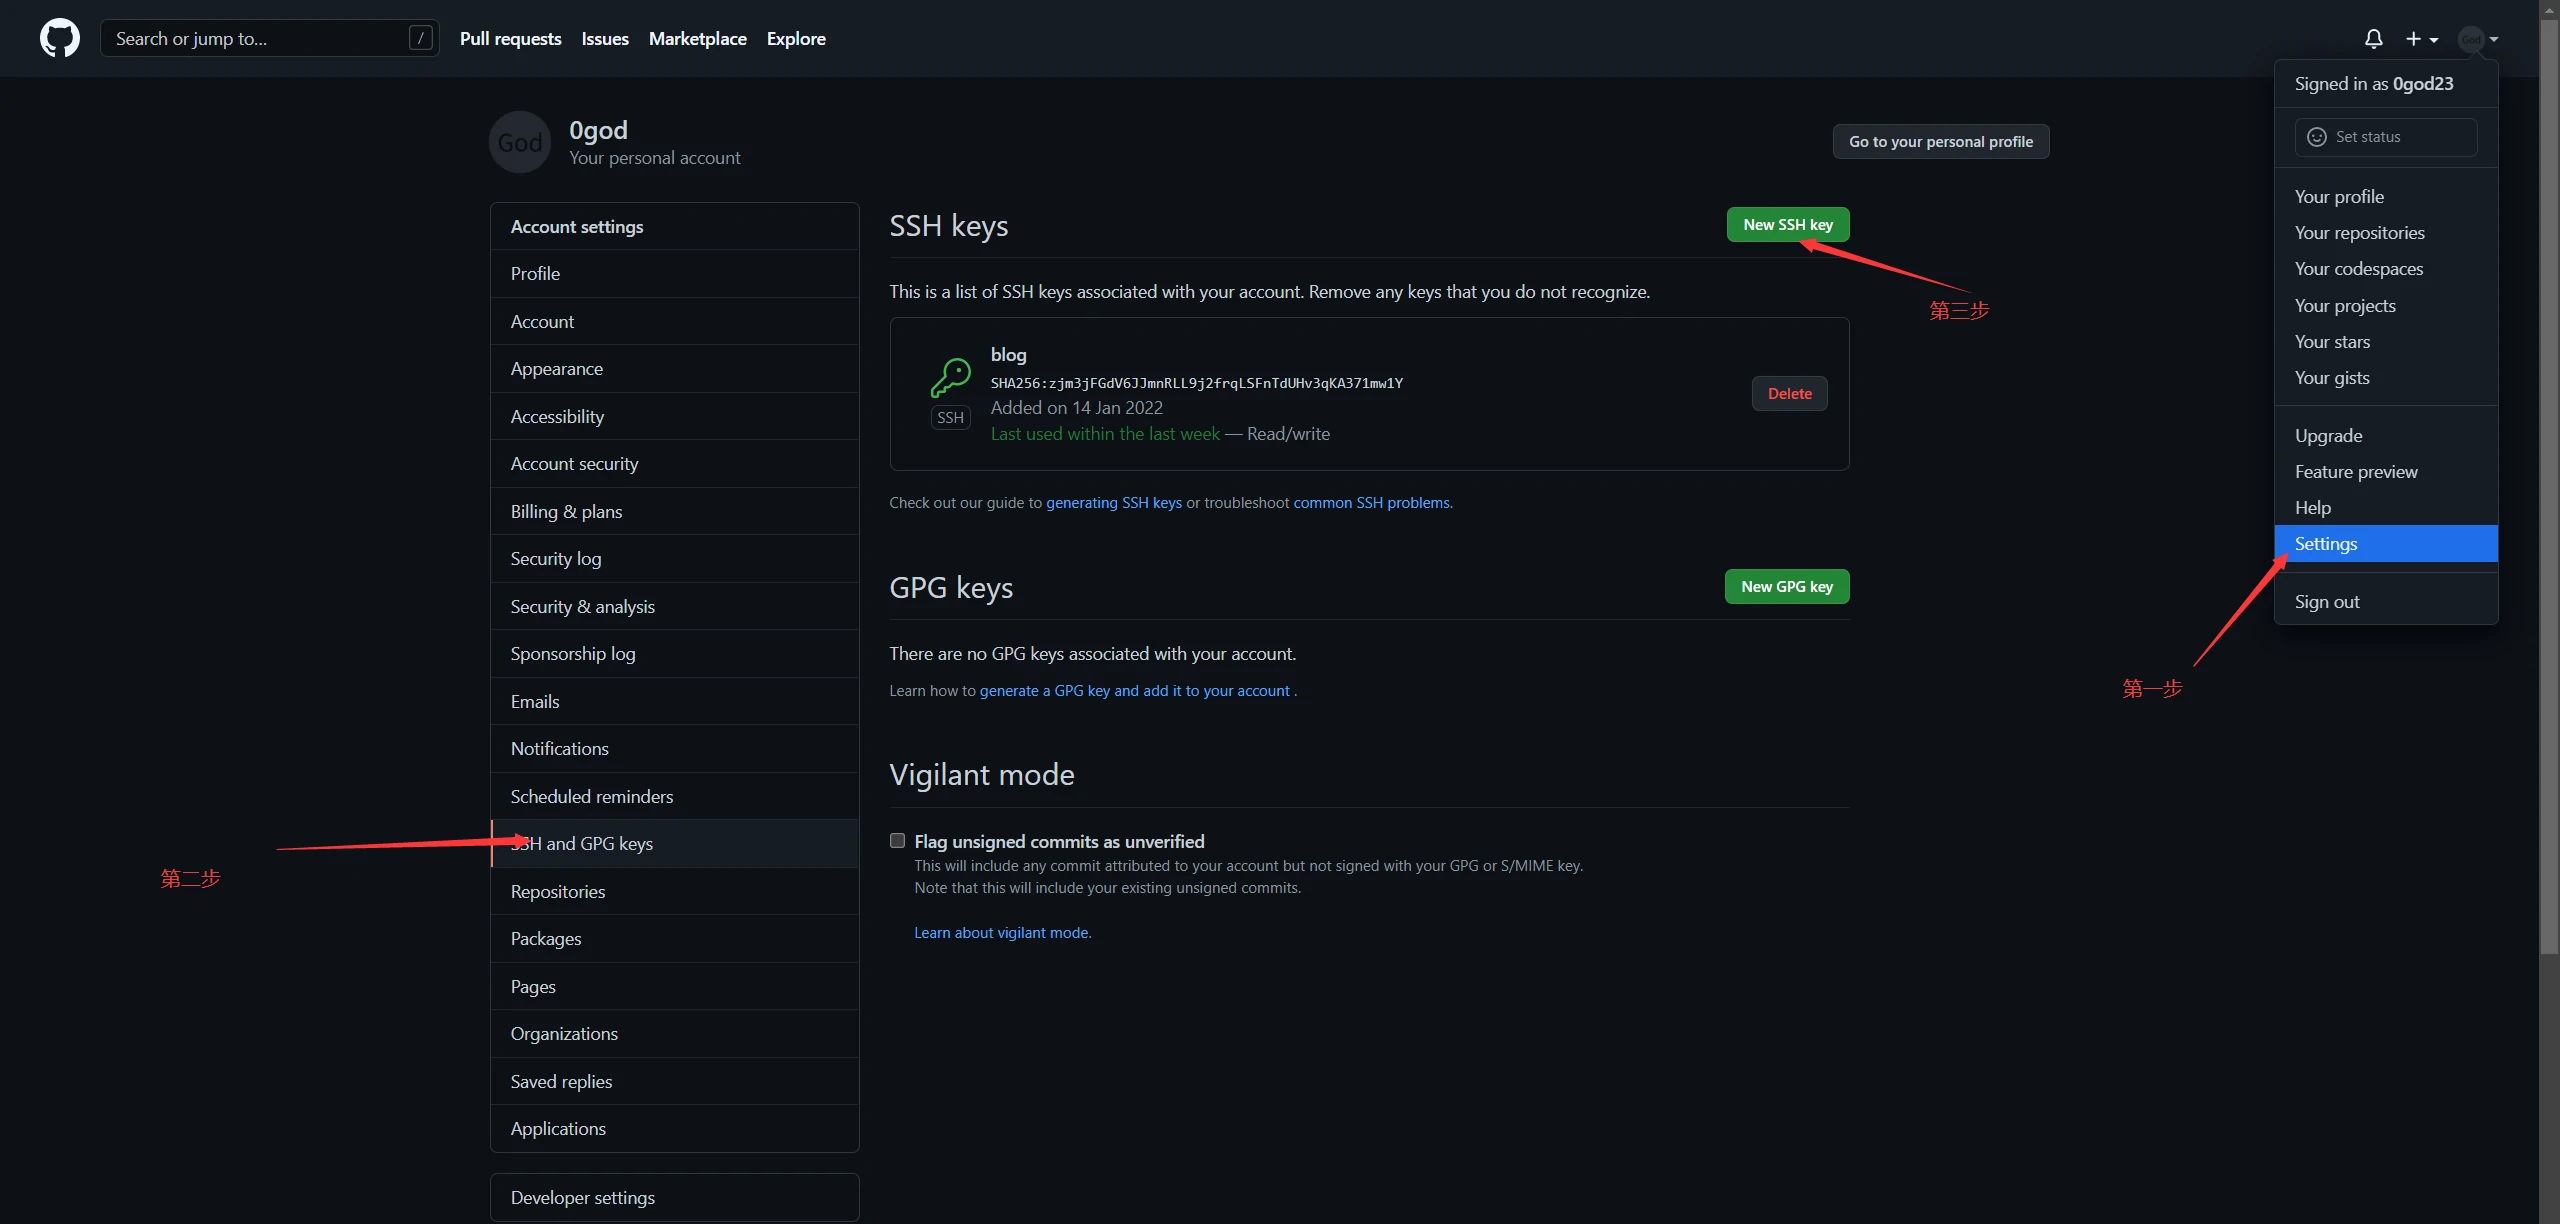 Search or jump to...
/
Pull requests
Issues
Marketplace
Explore
Signed in as 0god23
Set status
Your profile
Your repositories
Your codespaces
Your projects
Your stars
Your gists
Upgrade
Feature preview
Help
Settings
Sign out
第一步
God
0god
Your personal account
Go to your personal profile
Account settings
Profile
Account
Appearance
Accessibility
Account security
Billing & plans
Security log
Security & analysis
Sponsorship log
Emails
Notifications
Scheduled reminders
SSH and GPG keys
第二步
Repositories
Packages
Pages
Organizations
Saved replies
Applications
Developer settings
SSH keys
New SSH key
第三步
This is a list of SSH keys associated with your account. Remove any keys that you do not recognize.
blog
SHA256:zjm3jFGdV6JJmnRLL9j2frqLSFnTdUHv3qKA371mw1Y
Added on 14 Jan 2022
Last used within the last week — Read/write
SSH
Delete
Check out our guide to generating SSH keys or troubleshoot common SSH problems.
GPG keys
New GPG key
There are no GPG keys associated with your account.
Learn how to generate a GPG key and add it to your account .
Vigilant mode
Flag unsigned commits as unverified
This will include any commit attributed to your account but not signed with your GPG or S/MIME key.
Note that this will include your existing unsigned commits.
Learn about vigilant mode.